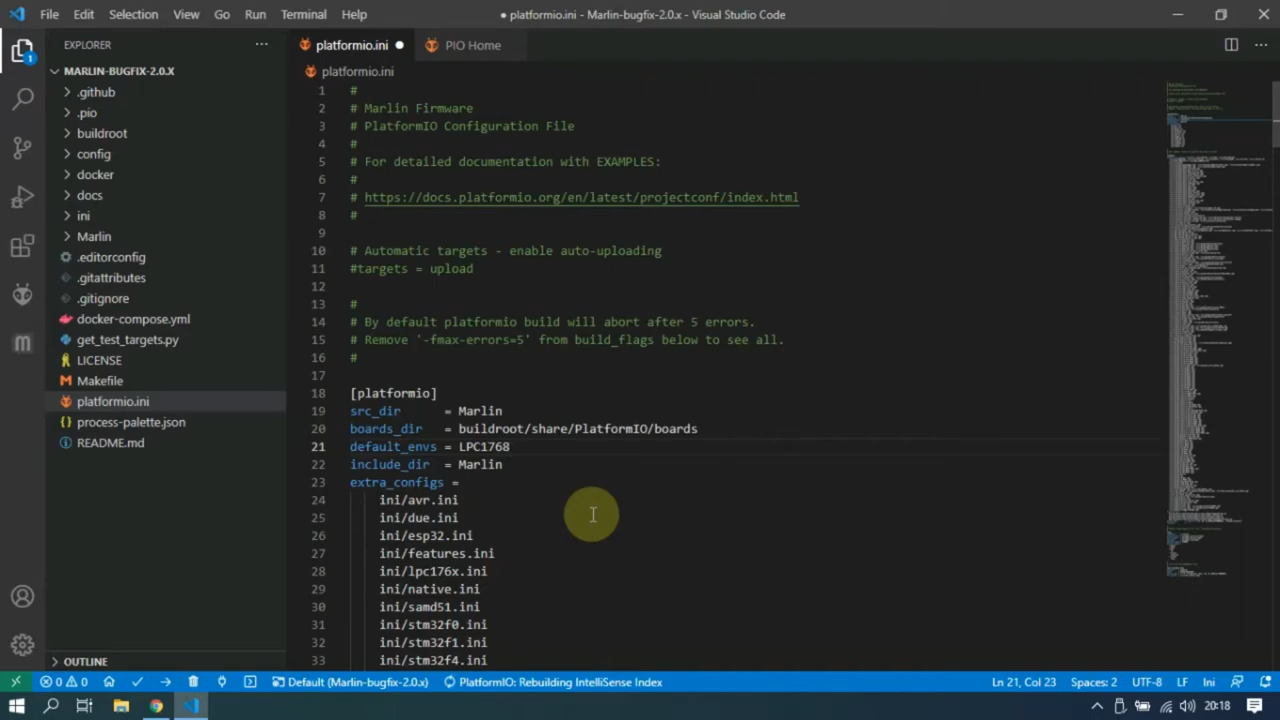 File Edit Selection View Go Run Terminal Help
● platformio.ini - Marlin-bugfix-2.0.x - Visual Studio Code
EXPLORER
platformio.ini ●
PIO Home
MARLIN-BUGFIX-2.0.X
platformio.ini
1
.github
.pio
buildroot
config
docker
docs
ini
Marlin
.editorconfig
.gitattributes
.gitignore
docker-compose.yml
get_test_targets.py
LICENSE
Makefile
platformio.ini
process-palette.json
README.md
OUTLINE
1 #
2 # Marlin Firmware
3 # PlatformIO Configuration File
4 #
5 # For detailed documentation with EXAMPLES:
6 #
7 # https://docs.platformio.org/en/latest/projectconf/index.html
8 #
9
10 # Automatic targets - enable auto-uploading
11 #targets = upload
12
13 #
14 # By default platformio build will abort after 5 errors.
15 # Remove '-fmax-errors=5' from build_flags below to see all.
16 #
17
18 [platformio]
19 src_dir = Marlin
20 boards_dir = buildroot/share/PlatformIO/boards
21 default_envs = LPC1768
22 include_dir = Marlin
23 extra_configs =
24 ini/avr.ini
25 ini/due.ini
26 ini/esp32.ini
27 ini/features.ini
28 ini/lpc176x.ini
29 ini/native.ini
30 ini/samd51.ini
31 ini/stm32f0.ini
32 ini/stm32f1.ini
33 ini/stm32f4.ini
0 0 Default (Marlin-bugfix-2.0.x) PlatformIO: Rebuilding IntelliSense Index Ln 21, Col 23 Spaces: 2 UTF-8 LF Ini
20:18